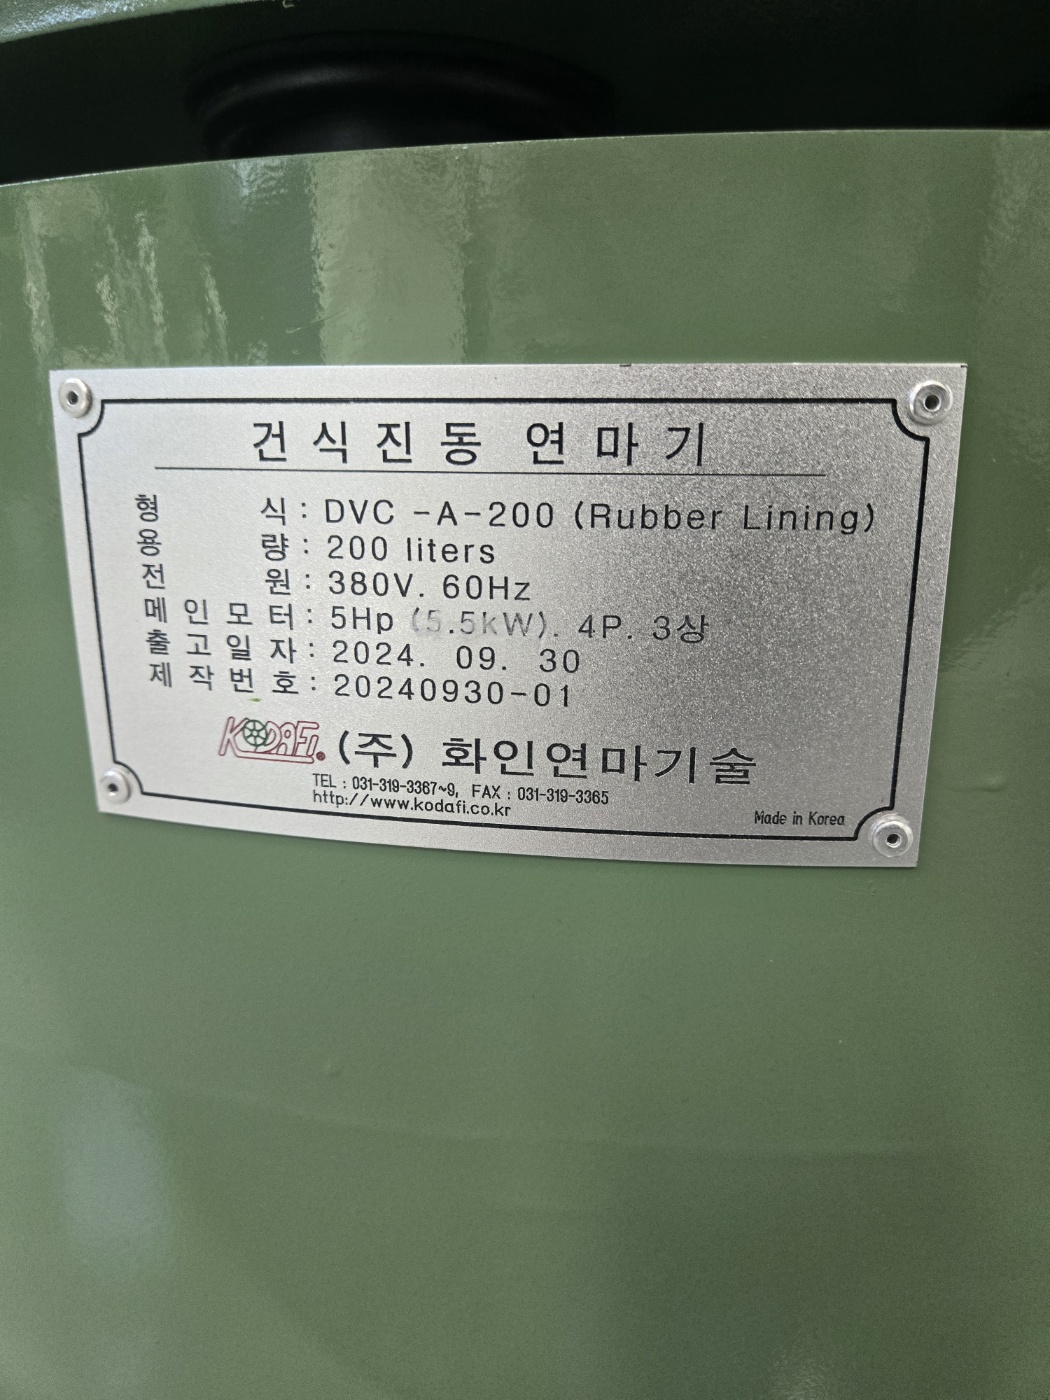 건식진동 연마기
형 식 : DVC -A-200 (Rubber Lining)
용 량 : 200 liters
전 원 : 380V. 60Hz
메인모터 : 5Hp (5.5kW). 4P. 3상
출고일자 : 2024. 09. 30
제작번호 : 20240930-01
KODAFi (주) 화인연마기술
TEL : 031-319-3367~9, FAX : 031-319-3365
http://www.kodafi.co.kr
Made in Korea